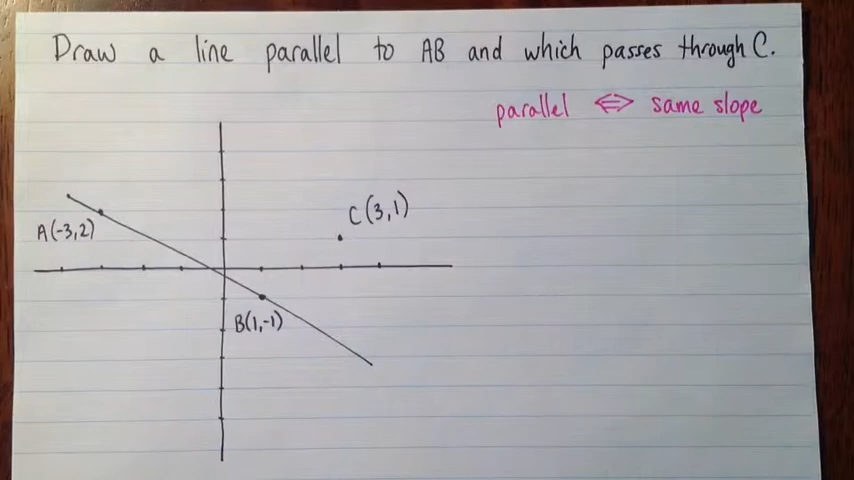 Draw a line parallel to AB and which passes through C.
parallel ⇔ same slope
C(3,1)
A(-3,2)
B(1,-1)